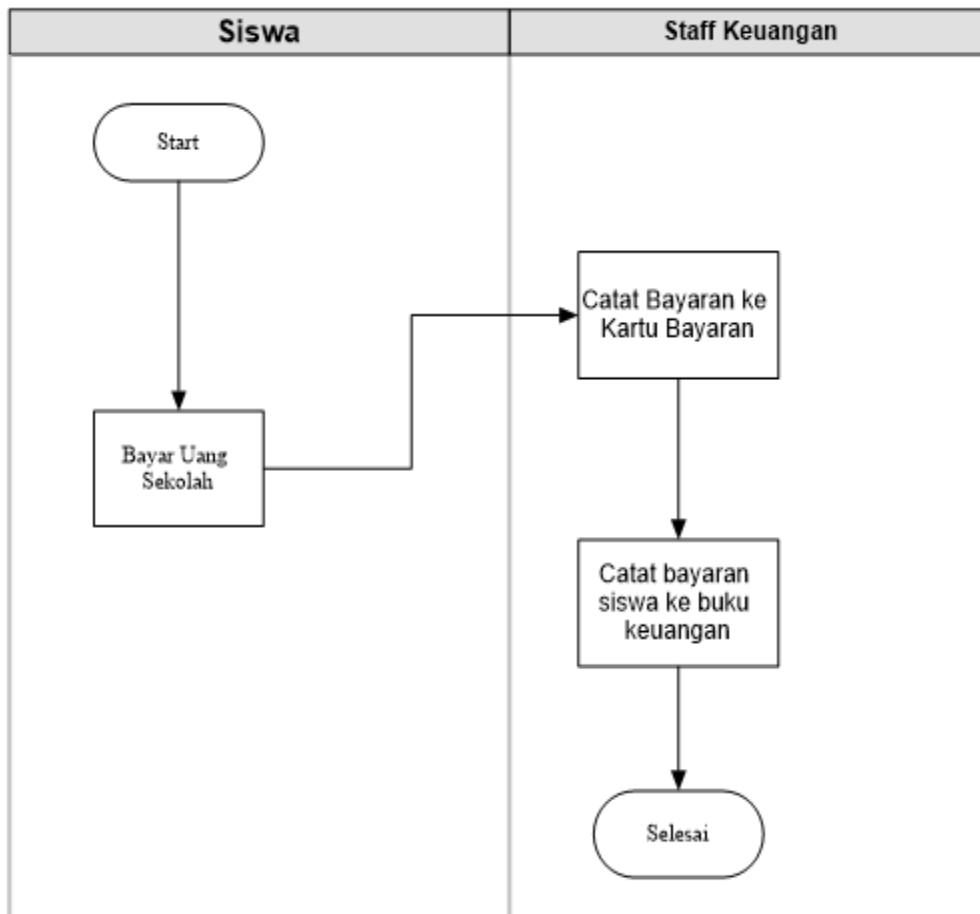 Siswa
Staff Keuangan
Start
Bayar Uang
Sekolah
Catat Bayaran ke
Kartu Bayaran
Catat bayaran
siswa ke buku
keuangan
Selesai